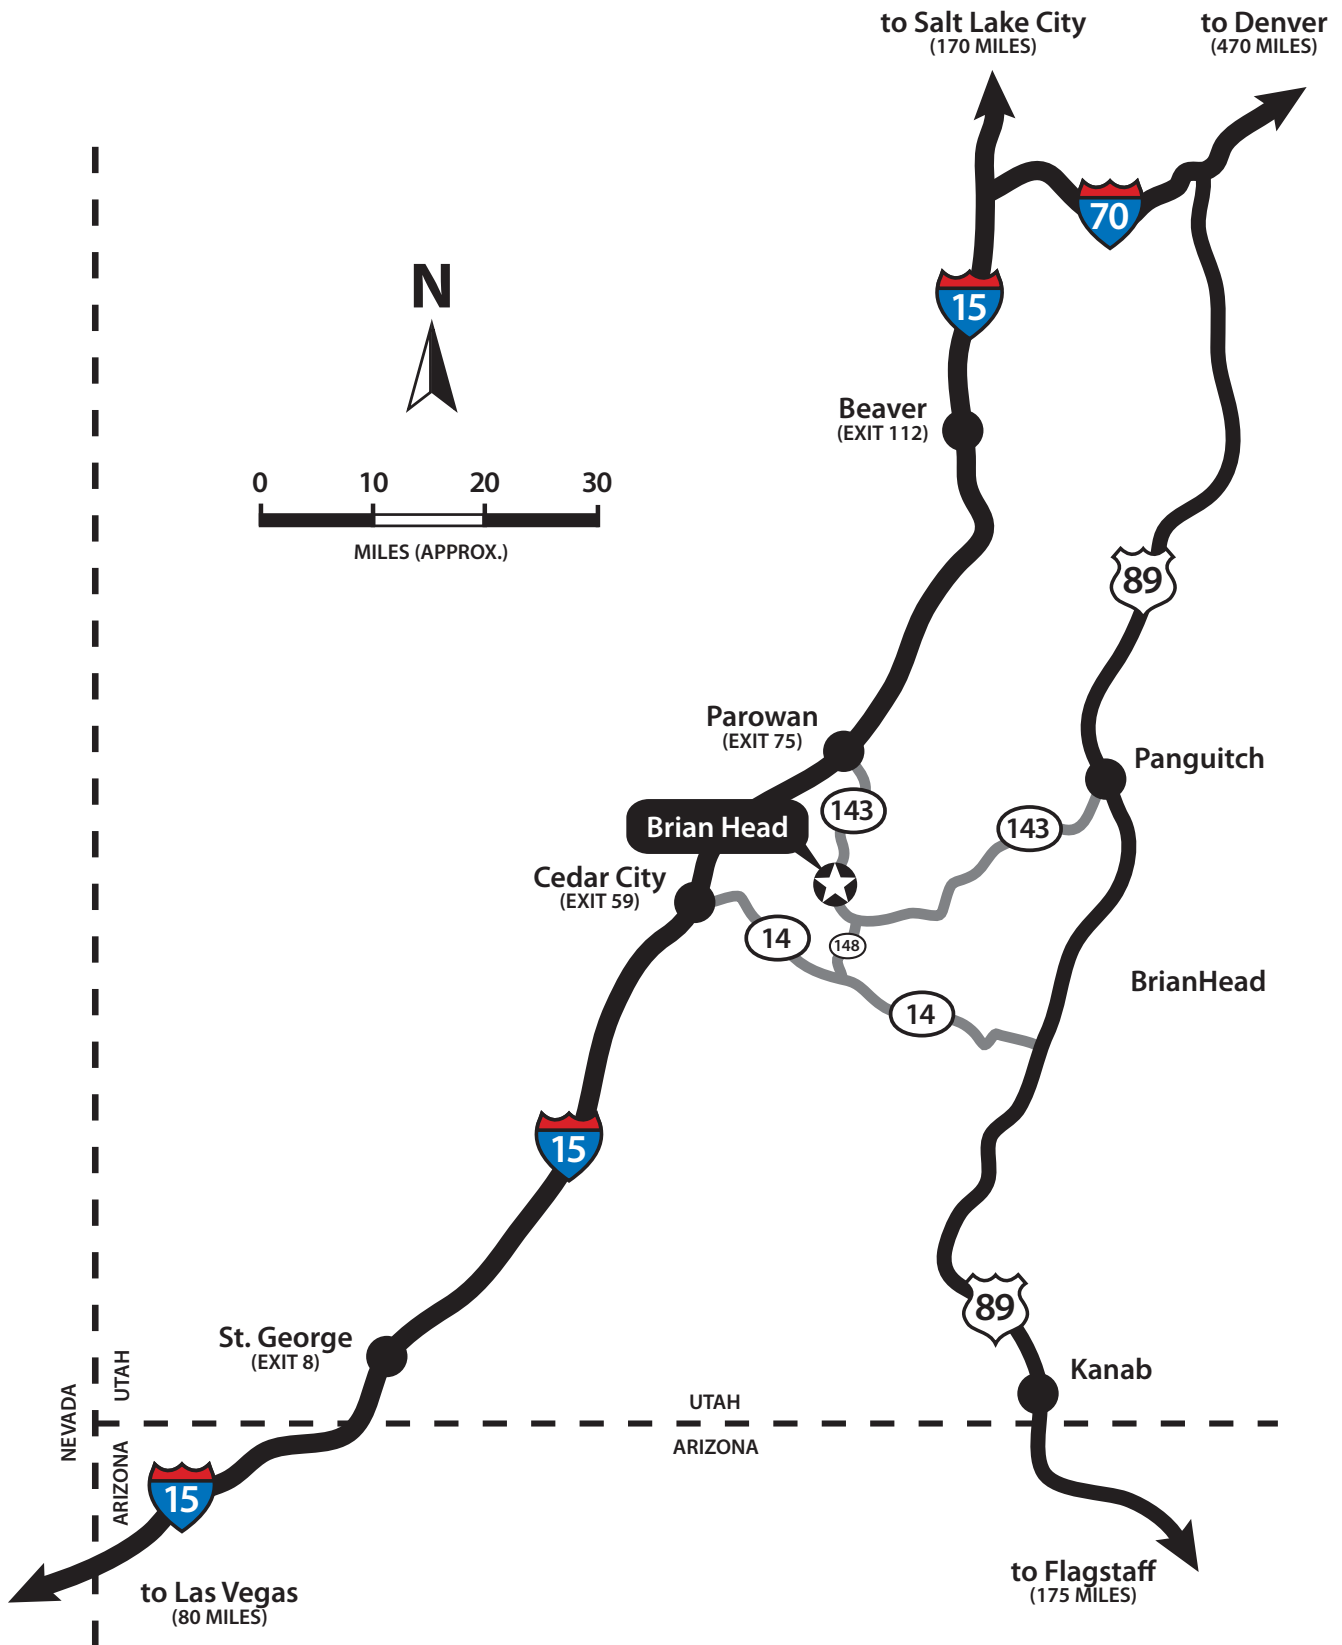 to Salt Lake City
(170 MILES)
to Denver
(470 MILES)
70
N
15
Beaver
(EXIT 112)
0 10 20 30
MILES (APPROX.)
89
Parowan
(EXIT 75)
Panguitch
143
143
Brian Head
Cedar City
(EXIT 59)
14
148
BrianHead
14
15
89
St. George
(EXIT 8)
Kanab
UTAH
NEVADA
UTAH
ARIZONA
ARIZONA
15
to Flagstaff
(175 MILES)
to Las Vegas
(80 MILES)